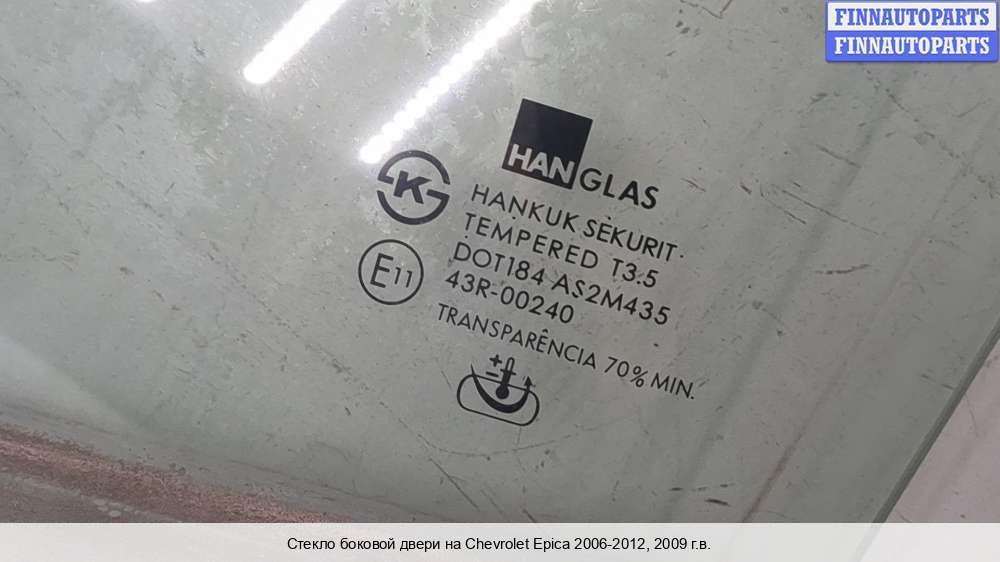 FINNAUTOPARTS
FINNAUTOPARTS
HANGLAS
K
HANKUK SEKURIT
TEMPERED T3.5
DOT184 AS2M435
E11
43R-00240
TRANSPARÊNCIA 70% MIN.
Стекло боковой двери на Chevrolet Epica 2006-2012, 2009 г.в.